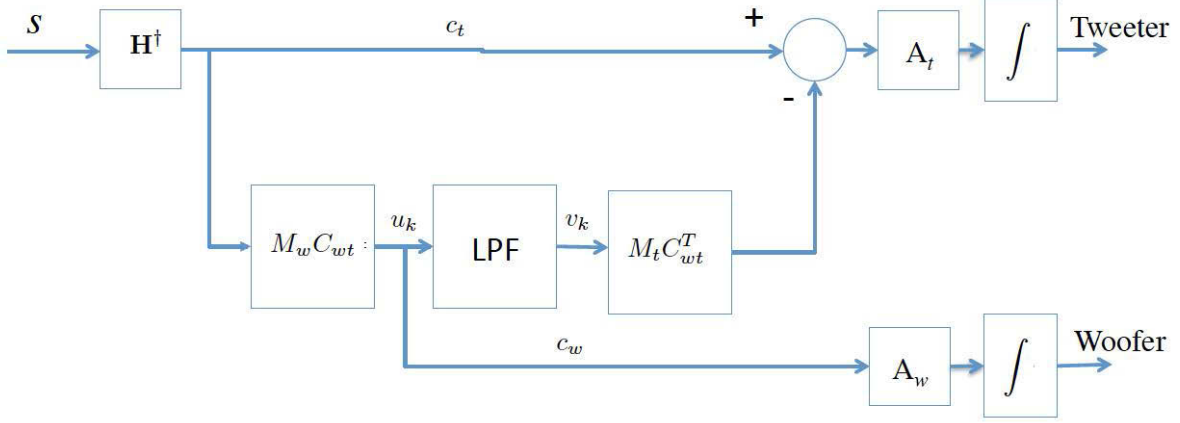 S
H†
c_t
+
-
A_t
∫
Tweeter
M_w C_wt :
u_k
LPF
v_k
M_t C_wt^T
c_w
A_w
∫
Woofer